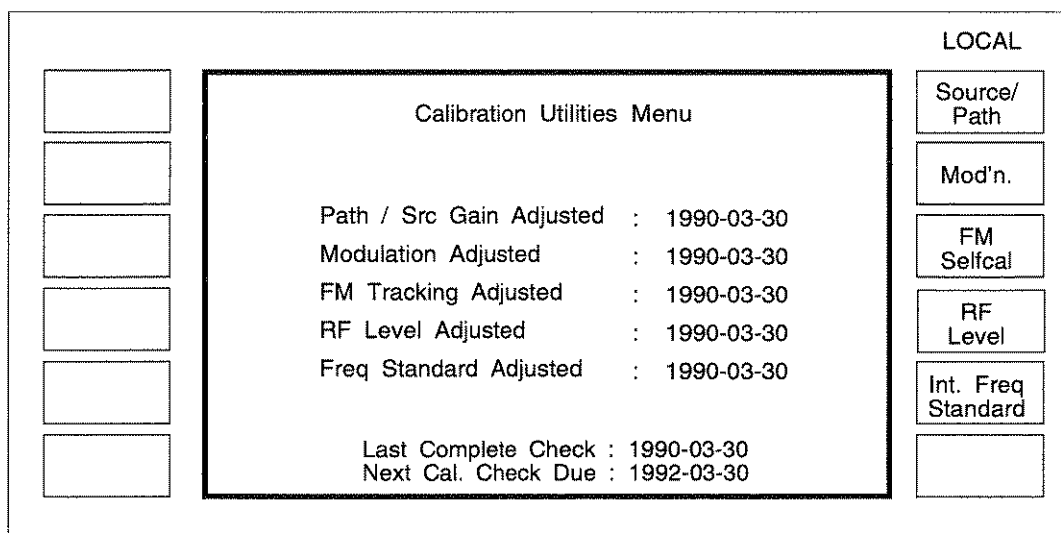 LOCAL
Calibration Utilities Menu
Path / Src Gain Adjusted : 1990-03-30
Modulation Adjusted : 1990-03-30
FM Tracking Adjusted : 1990-03-30
RF Level Adjusted : 1990-03-30
Freq Standard Adjusted : 1990-03-30
Last Complete Check : 1990-03-30
Next Cal. Check Due : 1992-03-30
Source/
Path
Mod'n.
FM
Selfcal
RF
Level
Int. Freq
Standard